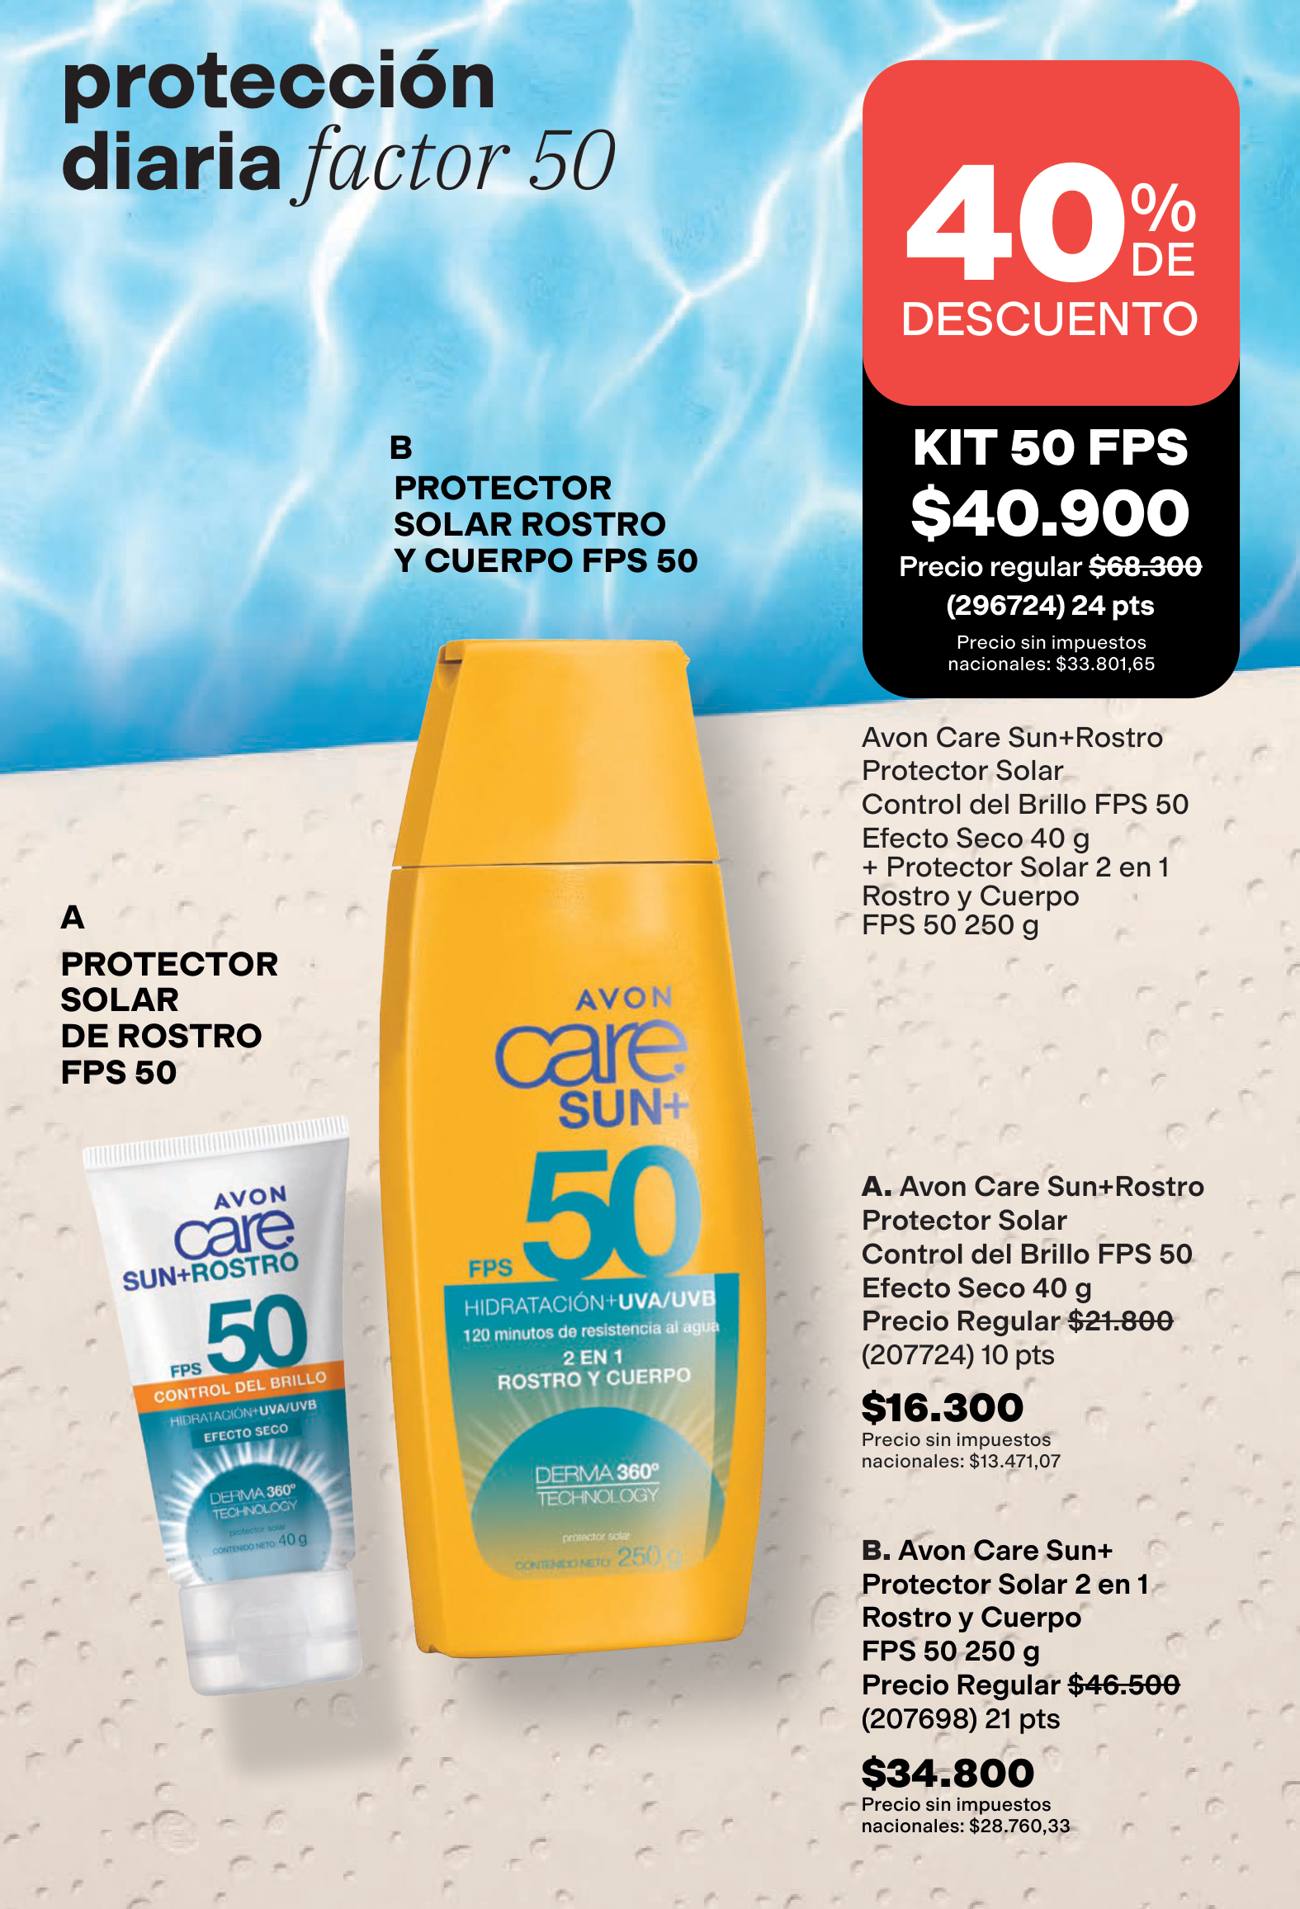 protección
diaria factor 50
40% DE
DESCUENTO
KIT 50 FPS
$40.900
Precio regular $68.300
(296724) 24 pts
Precio sin impuestos
nacionales: $33.801,65
B
PROTECTOR
SOLAR ROSTRO
Y CUERPO FPS 50
Avon Care Sun+Rostro
Protector Solar
Control del Brillo FPS 50
Efecto Seco 40 g
+ Protector Solar 2 en 1
Rostro y Cuerpo
FPS 50 250 g
A
PROTECTOR
SOLAR
DE ROSTRO
FPS 50
AVON
care
SUN+
FPS 50
HIDRATACIÓN+UVA/UVB
120 minutos de resistencia al agua
2 EN 1
ROSTRO Y CUERPO
DERMA 360°
TECHNOLOGY
protector solar
CONTENIDO NETO: 250 g
AVON
care
SUN+ROSTRO
FPS 50
CONTROL DEL BRILLO
HIDRATACIÓN+UVA/UVB
EFECTO SECO
DERMA 360°
TECHNOLOGY
protector solar
CONTENIDO NETO: 40 g
A. Avon Care Sun+Rostro
Protector Solar
Control del Brillo FPS 50
Efecto Seco 40 g
Precio Regular $21.800
(207724) 10 pts
$16.300
Precio sin impuestos
nacionales: $13.471,07
B. Avon Care Sun+
Protector Solar 2 en 1
Rostro y Cuerpo
FPS 50 250 g
Precio Regular $46.500
(207698) 21 pts
$34.800
Precio sin impuestos
nacionales: $28.760,33